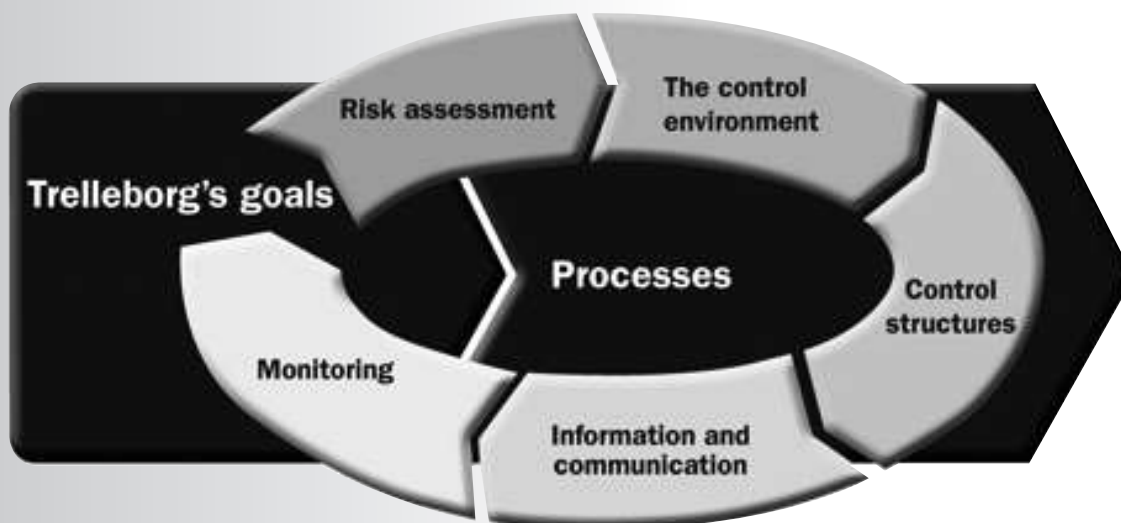 Risk assessment
The control
environment
Trelleborg's goals
Processes
Control
structures
Monitoring
Information and
communication